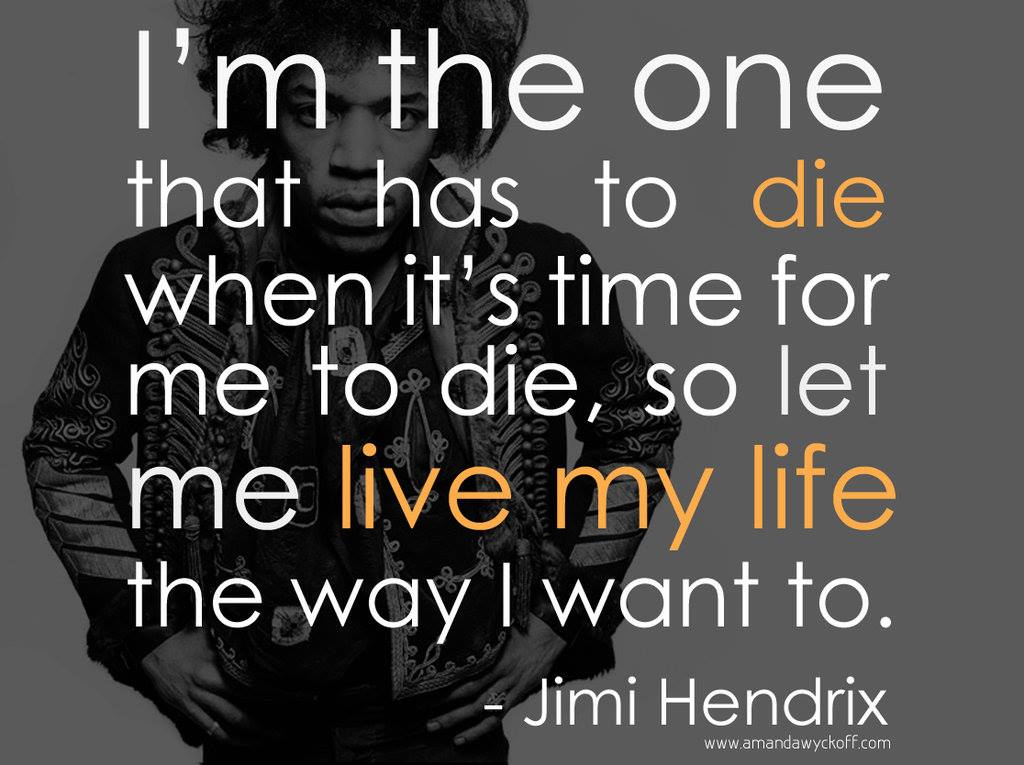 I’m the one
that has to die
when it’s time for
me to die, so let
me live my life
the way I want to.
- Jimi Hendrix
www.amandawyckoff.com